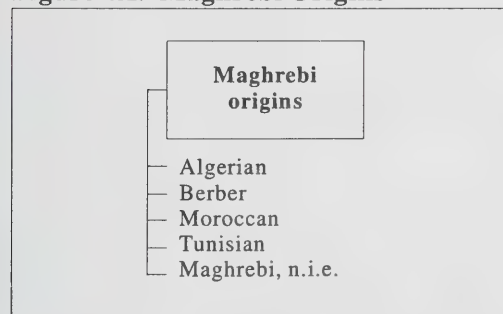 Maghrebi
origins
Algerian
Berber
Moroccan
Tunisian
Maghrebi, n.i.e.